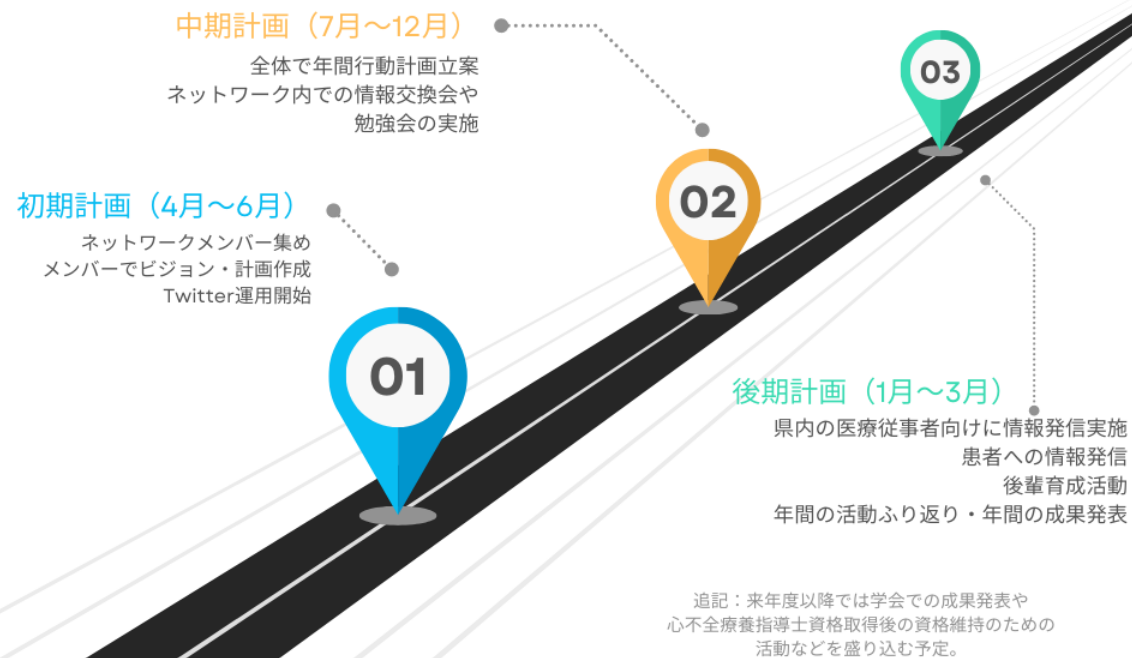 中期計画（7月～12月）
全体で年間行動計画立案
ネットワーク内での情報交換会や
勉強会の実施
初期計画（4月～6月）
ネットワークメンバー集め
メンバーでビジョン・計画作成
Twitter運用開始
01
02
03
後期計画（1月～3月）
県内の医療従事者向けに情報発信実施
患者への情報発信
後輩育成活動
年間の活動ふり返り・年間の成果発表
追記：来年度以降では学会での成果発表や
心不全療養指導士資格取得後の資格維持のための
活動などを盛り込む予定。